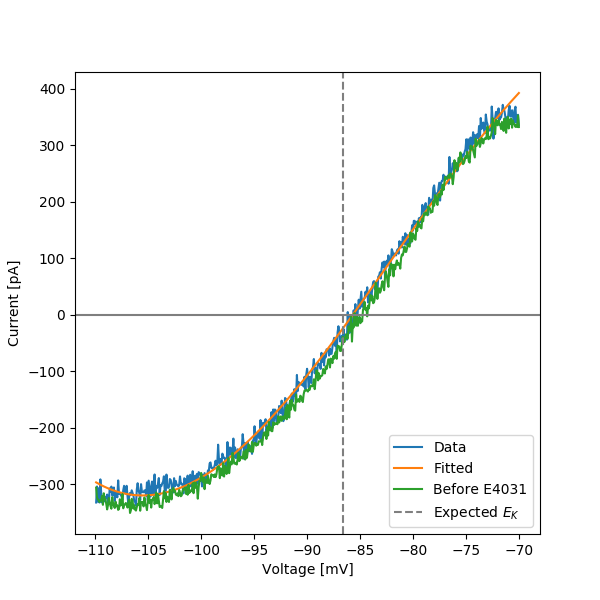 400
300
200
100
0
−100
−200
−300
Current [pA]
−110 −105 −100 −95 −90 −85 −80 −75 −70
Voltage [mV]
Data
Fitted
Before E4031
Expected E_K